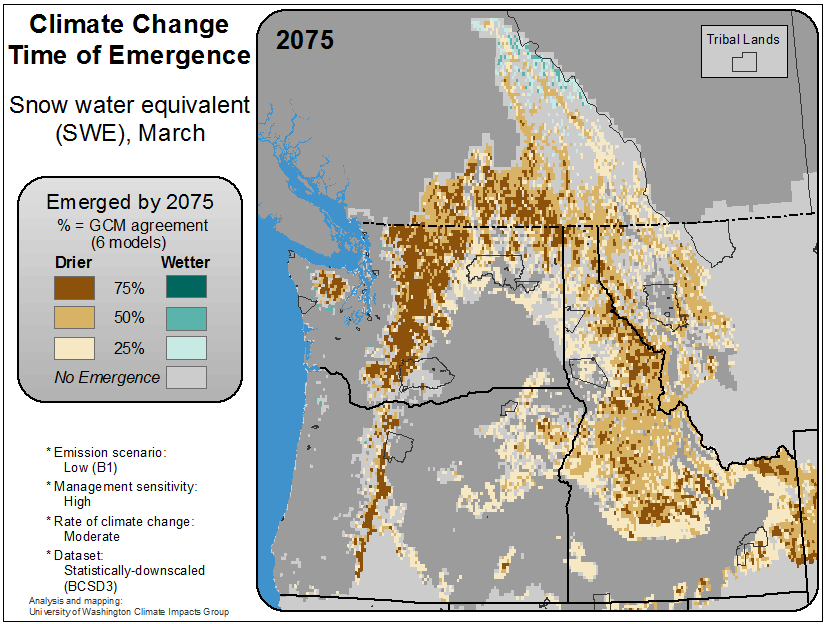 Climate Change
Time of Emergence
Snow water equivalent
(SWE), March
Emerged by 2075
% = GCM agreement
(6 models)
Drier Wetter
75%
50%
25%
No Emergence
* Emission scenario:
Low (B1)
* Management sensitivity:
High
* Rate of climate change:
Moderate
* Dataset:
Statistically-downscaled
(BCSD3)
Analysis and mapping:
University of Washington Climate Impacts Group
2075
Tribal Lands